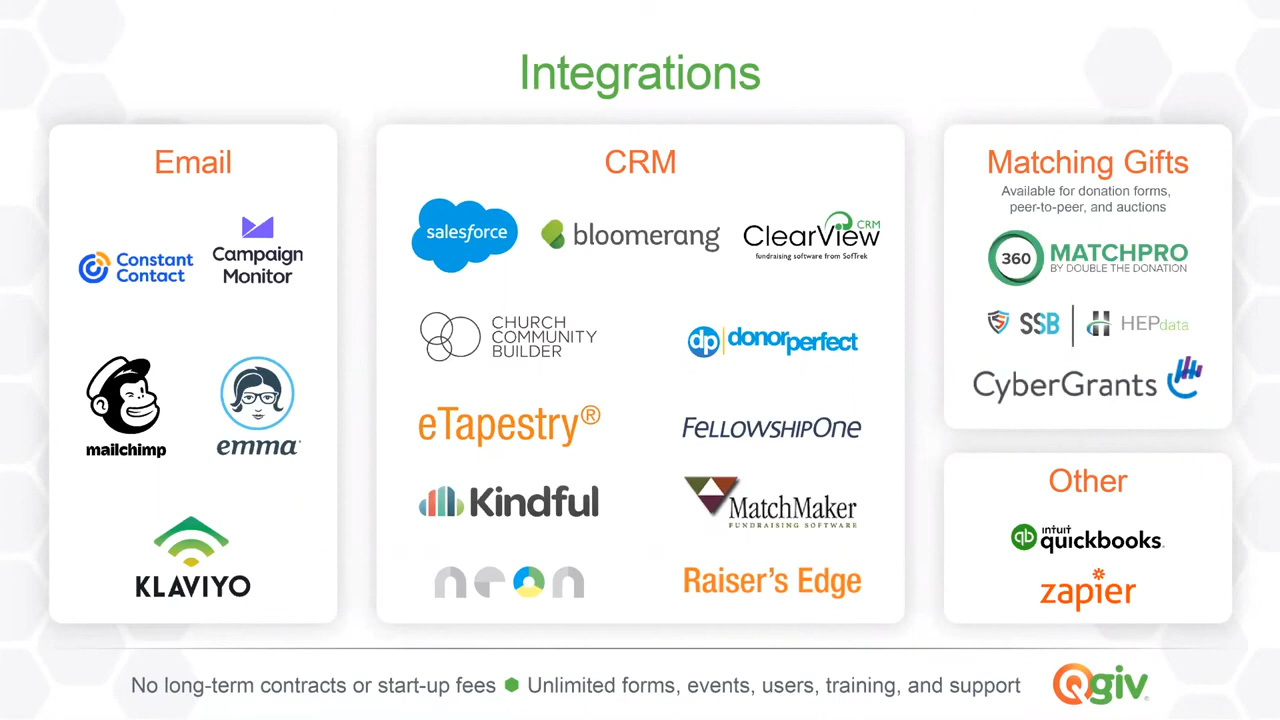 Integrations
Email
Constant
Contact
Campaign
Monitor
mailchimp
emma
KLAVIYO
CRM
salesforce
bloomerang
ClearView CRM
fundraising software from SofTrek
CHURCH
COMMUNITY
BUILDER
dp donorperfect
eTapestry®
FELLOWSHIPONE
Kindful
MatchMaker
FUNDRAISING SOFTWARE
neon
Raiser's Edge
Matching Gifts
Available for donation forms,
peer-to-peer, and auctions
360 MATCHPRO
BY DOUBLE THE DONATION
SSB HEPdata
CyberGrants
Other
intuit
qb quickbooks.
zapier
No long-term contracts or start-up fees Unlimited forms, events, users, training, and support
Qgiv®